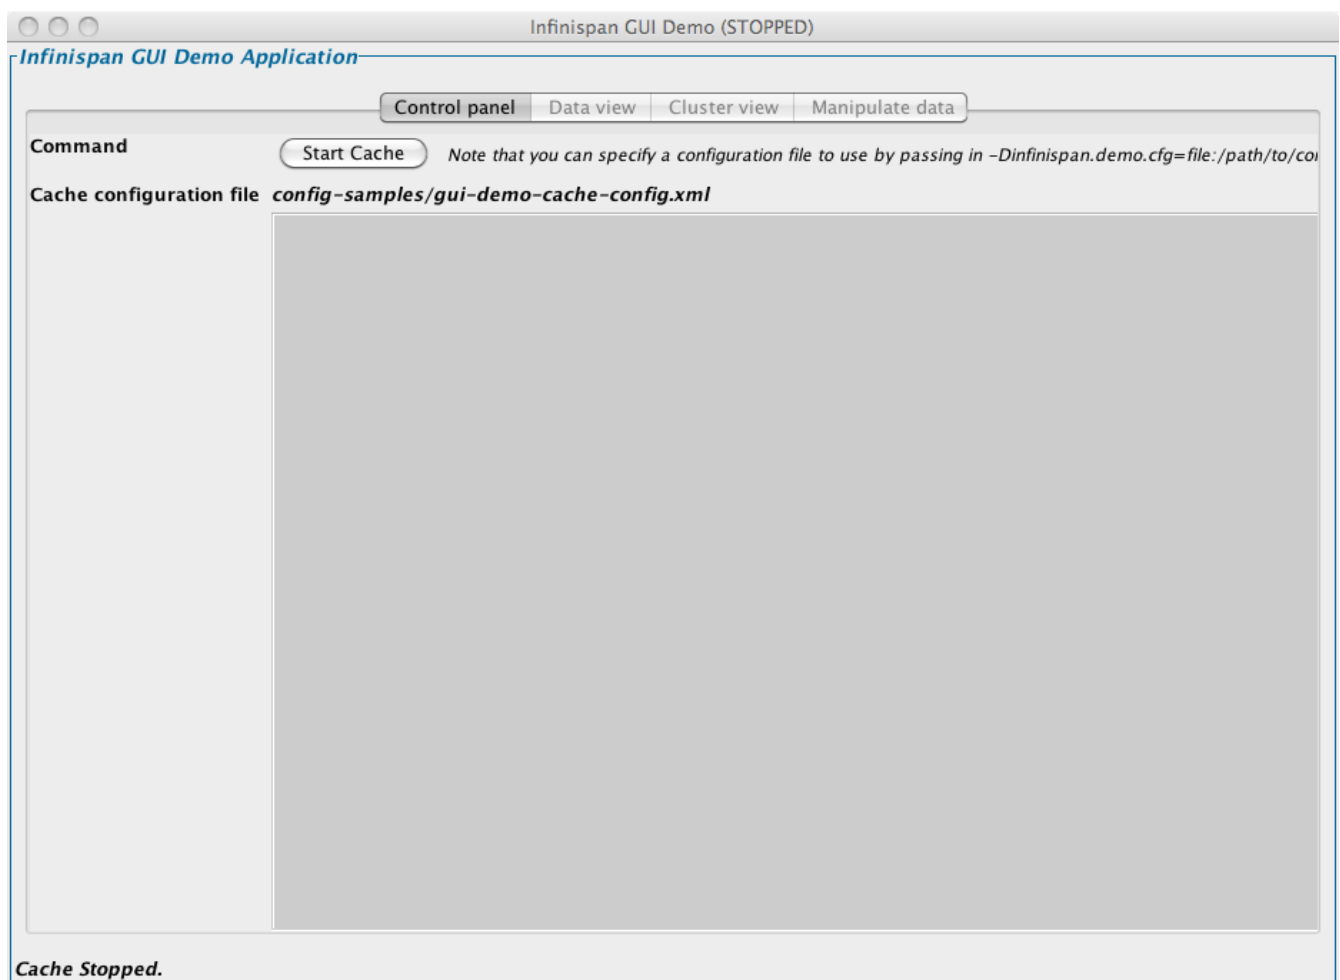 Infinispan GUI Demo (STOPPED)
Infinispan GUI Demo Application
Control panel Data view Cluster view Manipulate data
Command Start Cache Note that you can specify a configuration file to use by passing in -Dinfinispan.demo.cfg=file:/path/to/co
Cache configuration file config-samples/gui-demo-cache-config.xml
Cache Stopped.